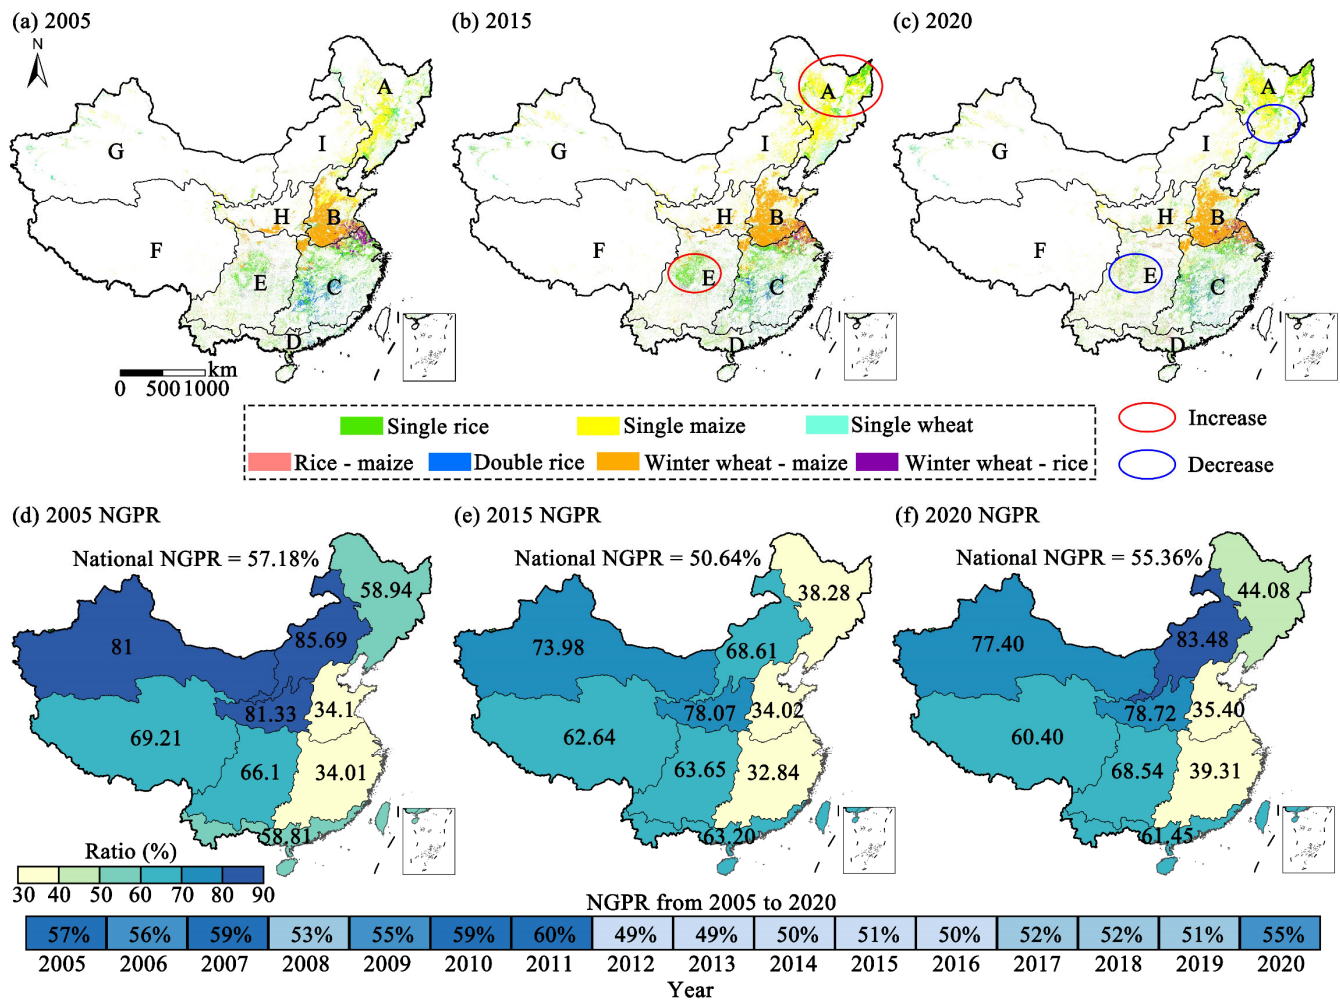 (a) 2005
(b) 2015
(c) 2020
N
A
G
I
H
B
F
E
C
D
km
0 500 1000
A
G
I
H
B
F
E
C
D
A
G
I
H
B
F
E
C
D
Single rice
Single maize
Single wheat
Rice - maize
Double rice
Winter wheat - maize
Winter wheat - rice
Increase
Decrease
(d) 2005 NGPR
(e) 2015 NGPR
(f) 2020 NGPR
National NGPR = 57.18%
National NGPR = 50.64%
National NGPR = 55.36%
58.94
81
85.69
81.33
34.1
69.21
66.1
34.01
58.81
38.28
73.98
68.61
78.07
34.02
62.64
63.65
32.84
63.20
44.08
77.40
83.48
78.72
35.40
60.40
68.54
39.31
61.45
Ratio (%)
30 40 50 60 70 80 90
NGPR from 2005 to 2020
57% 56% 59% 53% 55% 59% 60% 49% 49% 50% 51% 50% 52% 52% 51% 55%
2005 2006 2007 2008 2009 2010 2011 2012 2013 2014 2015 2016 2017 2018 2019 2020
Year